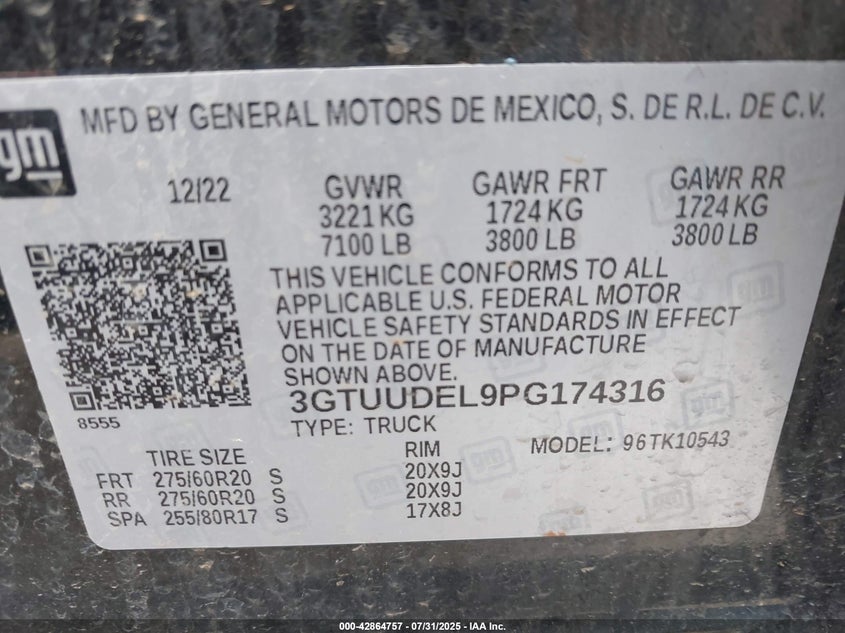 gm
MFD BY GENERAL MOTORS DE MEXICO, S. DE R.L. DE C.V.
12/22 GVWR GAWR FRT GAWR RR
3221 KG 1724 KG 1724 KG
7100 LB 3800 LB 3800 LB
THIS VEHICLE CONFORMS TO ALL
APPLICABLE U.S. FEDERAL MOTOR
VEHICLE SAFETY STANDARDS IN EFFECT
ON THE DATE OF MANUFACTURE
SHOWN ABOVE.
8555
3GTUUDEL9PG174316
TYPE: TRUCK MODEL: 96TK10543
TIRE SIZE RIM
FRT 275/60R20 S 20X9J
RR 275/60R20 S 20X9J
SPA 255/80R17 S 17X8J
000-42864757 - 07/31/2025 - IAA Inc.